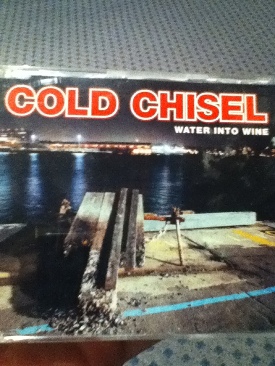 COLD CHISEL
WATER INTO WINE